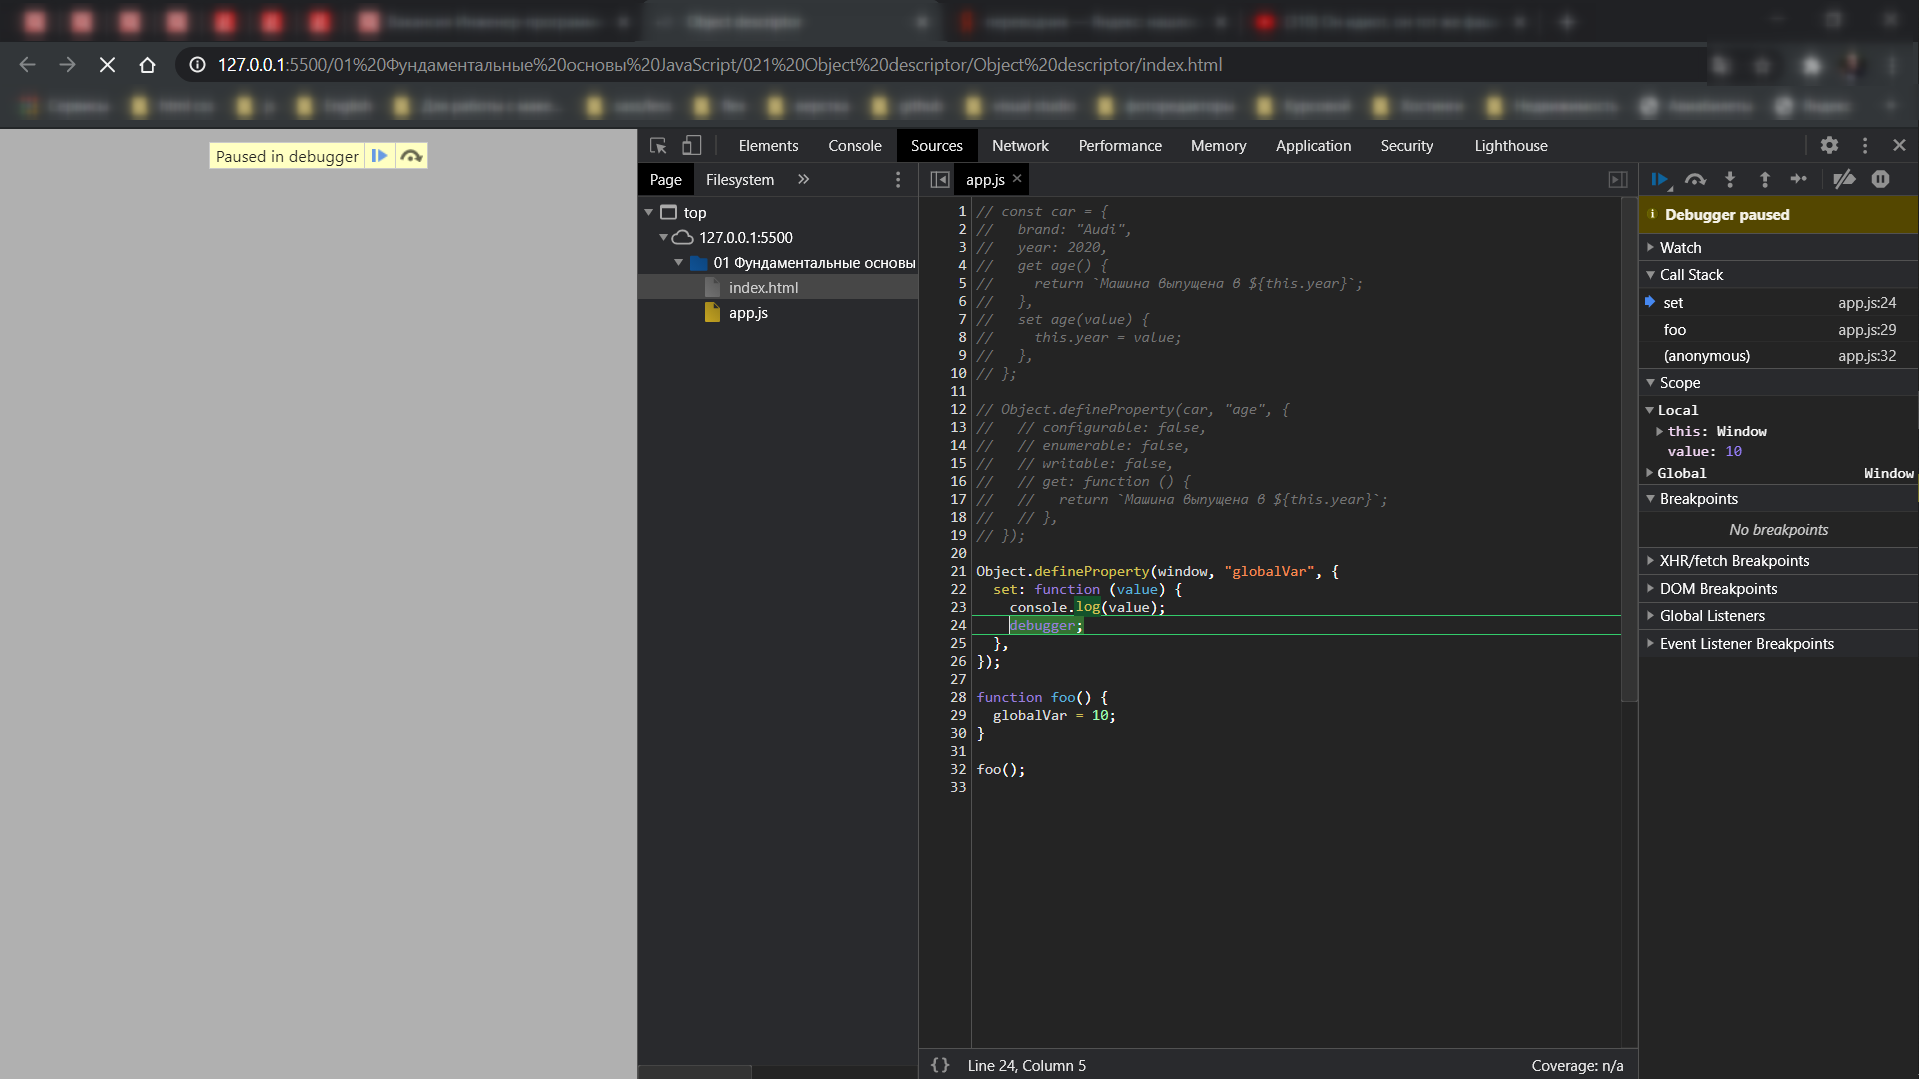 127.0.0.1:5500/01%20Фундаментальные%20основы%20JavaScript/021%20Object%20descriptor/Object%20descriptor/index.html
Paused in debugger
Elements Console Sources Network Performance Memory Application Security Lighthouse
Page Filesystem »
top
127.0.0.1:5500
01 Фундаментальные основы
index.html
app.js
app.js ×
1 // const car = {
2 //   brand: "Audi",
3 //   year: 2020,
4 //   get age() {
5 //     return `Машина выпущена в ${this.year}`;
6 //   },
7 //   set age(value) {
8 //     this.year = value;
9 //   },
10 // };
11
12 // Object.defineProperty(car, "age", {
13 //   // configurable: false,
14 //   // enumerable: false,
15 //   // writable: false,
16 //   // get: function () {
17 //   //   return `Машина выпущена в ${this.year}`;
18 //   // },
19 // });
20
21 Object.defineProperty(window, "globalVar", {
22   set: function (value) {
23     console.log(value);
24     debugger;
25   },
26 });
27
28 function foo() {
29   globalVar = 10;
30 }
31
32 foo();
33
{} Line 24, Column 5
Coverage: n/a
Debugger paused
Watch
Call Stack
set app.js:24
foo app.js:29
(anonymous) app.js:32
Scope
Local
this: Window
value: 10
Global Window
Breakpoints
No breakpoints
XHR/fetch Breakpoints
DOM Breakpoints
Global Listeners
Event Listener Breakpoints